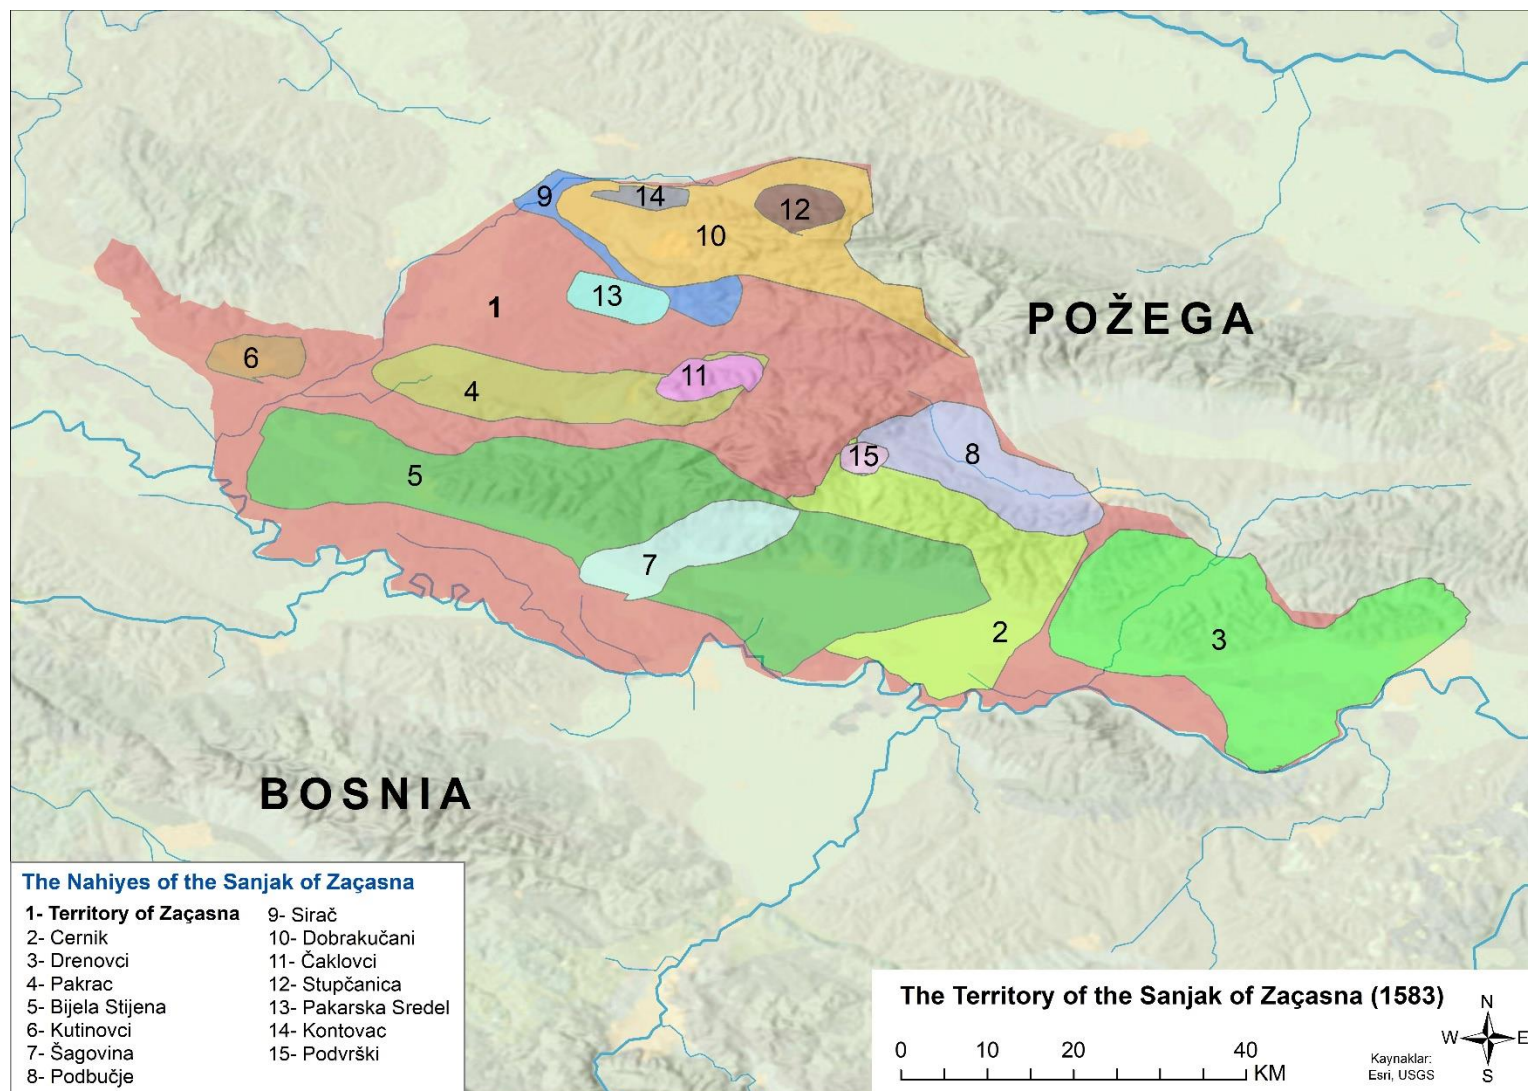 9
14
12
10
13
1
POŽEGA
6
4
11
15
8
5
7
2
3
BOSNIA
The Nahiyes of the Sanjak of Zaçasna
1- Territory of Zaçasna
2- Cernik
3- Drenovci
4- Pakrac
5- Bijela Stijena
6- Kutinovci
7- Šagovina
8- Podbučje
9- Sirač
10- Dobrakučani
11- Čaklovci
12- Stupčanica
13- Pakarska Sredel
14- Kontovac
15- Podvrški
The Territory of the Sanjak of Zaçasna (1583)
0 10 20 40
KM
Kaynaklar:
Esri, USGS
N
W E
S